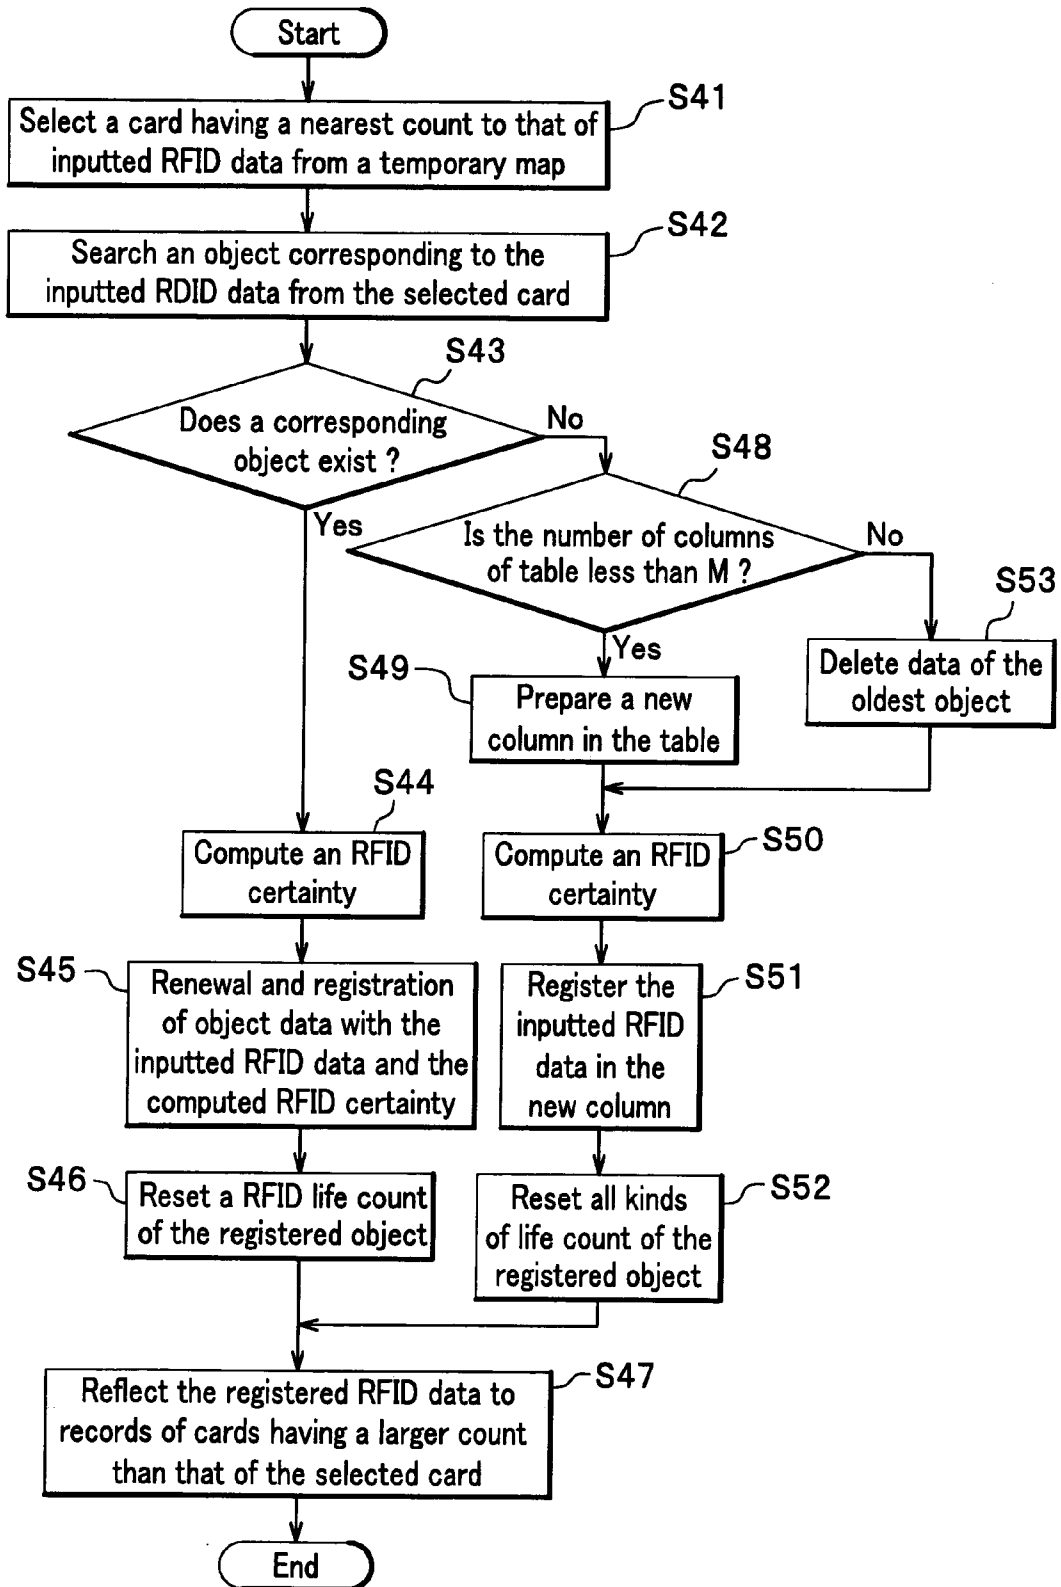 Start
S41
Select a card having a nearest count to that of
inputted RFID data from a temporary map
S42
Search an object corresponding to the
inputted RDID data from the selected card
S43
Does a corresponding
object exist ?
No
Yes
S48
Is the number of columns
of table less than M ?
No
Yes
S53
Delete data of the
oldest object
S49
Prepare a new
column in the table
S44
Compute an RFID
certainty
S50
Compute an RFID
certainty
S45
Renewal and registration
of object data with the
inputted RFID data and the
computed RFID certainty
S51
Register the
inputted RFID
data in the
new column
S46
Reset a RFID life count
of the registered object
S52
Reset all kinds
of life count of the
registered object
S47
Reflect the registered RFID data to
records of cards having a larger count
than that of the selected card
End